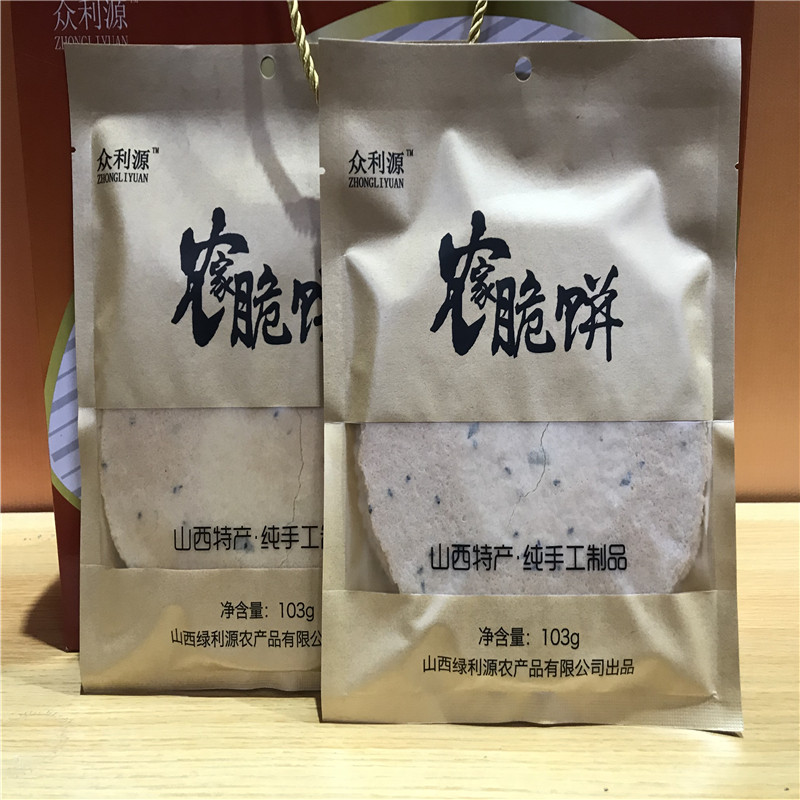 众利源
ZHONGLIYUAN
众利源™
ZHONGLIYUAN
农家脆饼
山西特产·纯手工制
净含量：103g
山西绿利源农产品有限公
众利源™
ZHONGLIYUAN
农家脆饼
山西特产·纯手工制品
净含量：103g
山西绿利源农产品有限公司出品